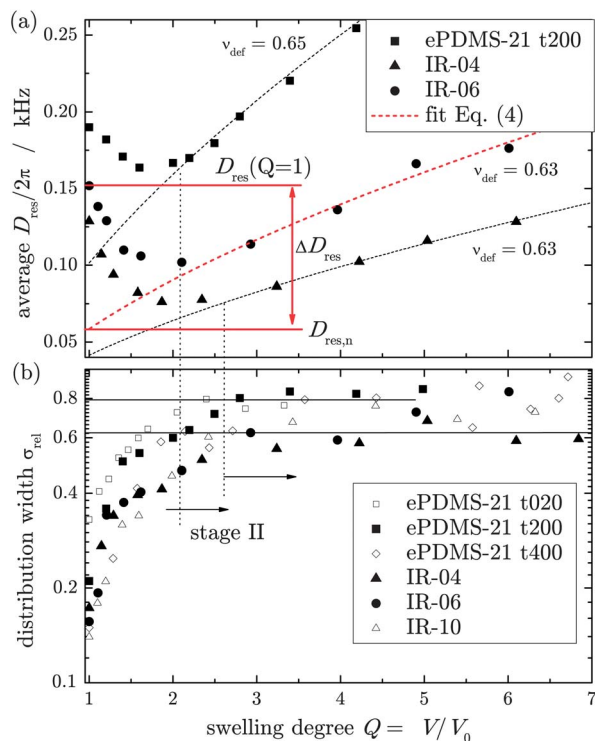 (a)
0.25
0.20
0.15
0.10
0.05
average D_res/2π / kHz
ν_def = 0.65
ePDMS-21 t200
IR-04
IR-06
fit Eq. (4)
D_res(Q=1)
ν_def = 0.63
ΔD_res
ν_def = 0.63
D_res,n
(b)
0.8
0.6
0.4
0.2
0.1
distribution width σ_rel
stage II
ePDMS-21 t020
ePDMS-21 t200
ePDMS-21 t400
IR-04
IR-06
IR-10
1 2 3 4 5 6 7
swelling degree Q = V/V_0